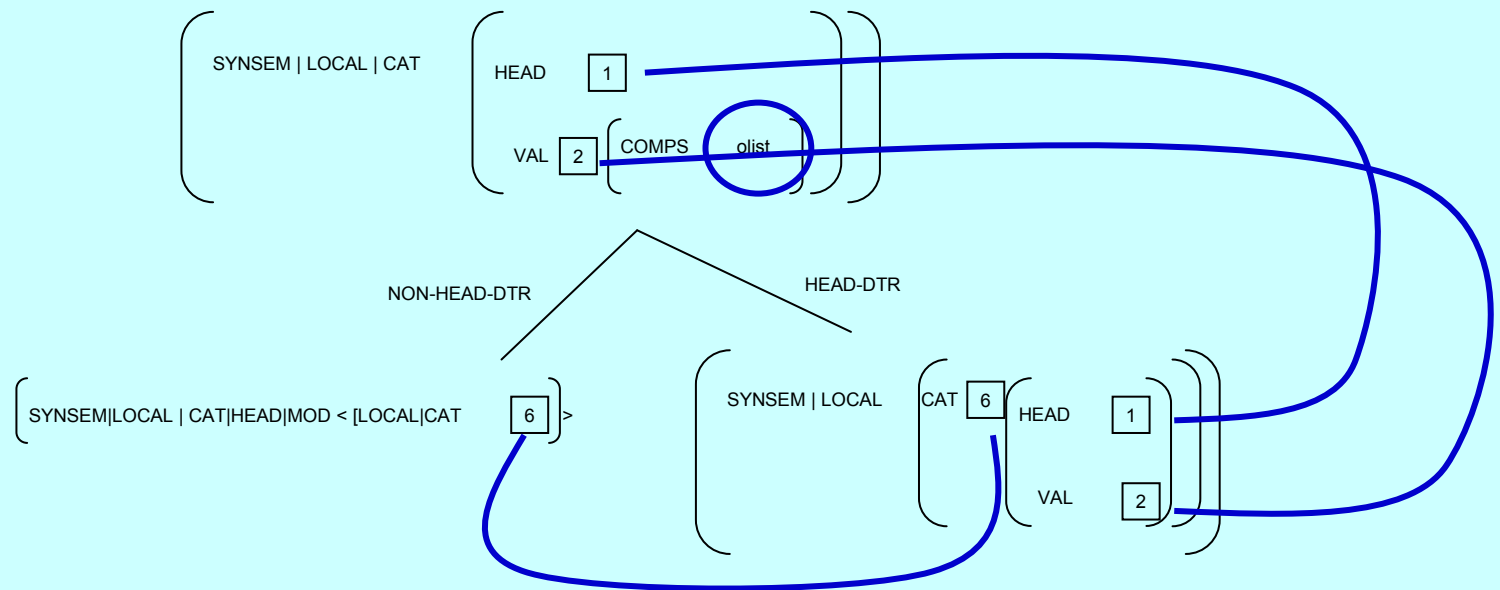 SYNSEM | LOCAL | CAT HEAD 1
VAL 2 COMPS olist
NON-HEAD-DTR HEAD-DTR
SYNSEM|LOCAL | CAT|HEAD|MOD < [LOCAL|CAT 6 >
SYNSEM | LOCAL CAT 6 HEAD 1
VAL 2